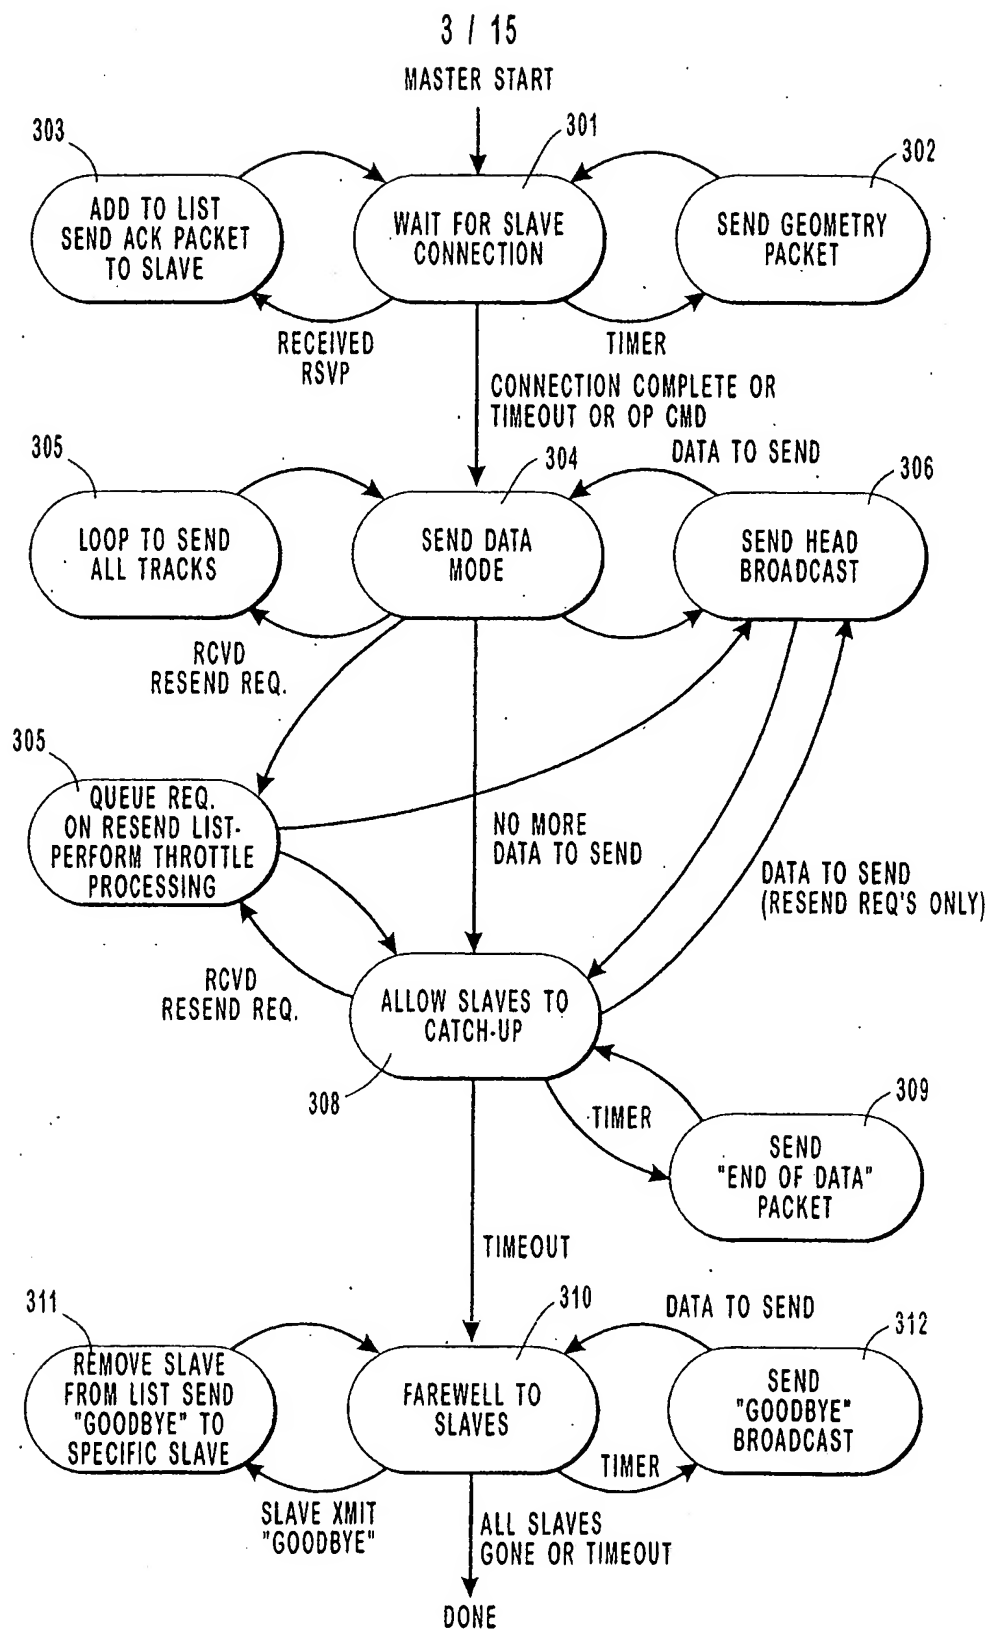 3 / 15
MASTER START
303
301
302
ADD TO LIST
SEND ACK PACKET
TO SLAVE
WAIT FOR SLAVE
CONNECTION
SEND GEOMETRY
PACKET
RECEIVED
RSVP
TIMER
CONNECTION COMPLETE OR
TIMEOUT OR OP CMD
305
304
DATA TO SEND
306
LOOP TO SEND
ALL TRACKS
SEND DATA
MODE
SEND HEAD
BROADCAST
RCVD
RESEND REQ.
305
QUEUE REQ.
ON RESEND LIST-
PERFORM THROTTLE
PROCESSING
NO MORE
DATA TO SEND
DATA TO SEND
(RESEND REQ'S ONLY)
RCVD
RESEND REQ.
ALLOW SLAVES TO
CATCH-UP
308
TIMER
309
SEND
"END OF DATA"
PACKET
TIMEOUT
311
310
DATA TO SEND
312
REMOVE SLAVE
FROM LIST SEND
"GOODBYE" TO
SPECIFIC SLAVE
FAREWELL TO
SLAVES
SEND
"GOODBYE"
BROADCAST
TIMER
SLAVE XMIT
"GOODBYE"
ALL SLAVES
GONE OR TIMEOUT
DONE